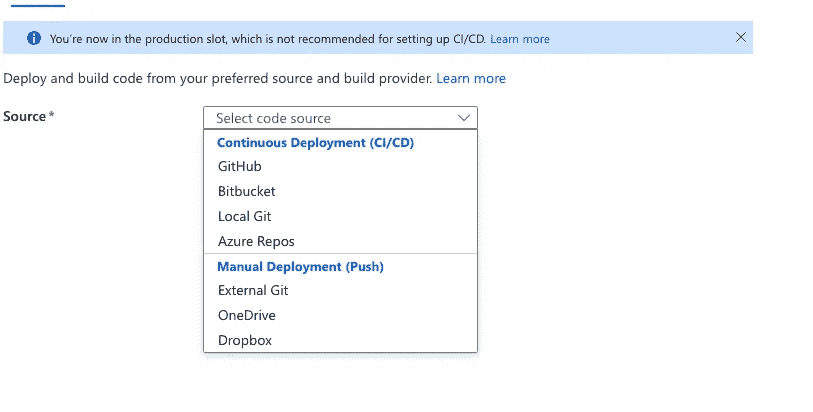 You're now in the production slot, which is not recommended for setting up CI/CD. Learn more
Deploy and build code from your preferred source and build provider. Learn more
Source*
Select code source
Continuous Deployment (CI/CD)
GitHub
Bitbucket
Local Git
Azure Repos
Manual Deployment (Push)
External Git
OneDrive
Dropbox